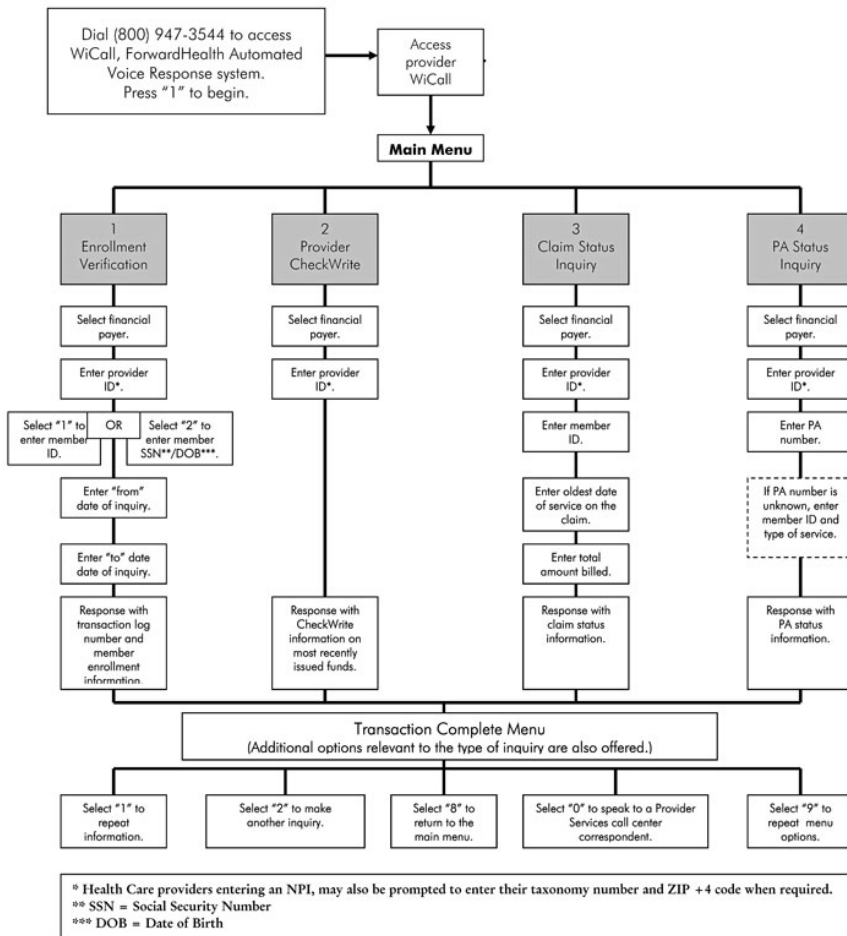 Dial (800) 947-3544 to access
WiCall, ForwardHealth Automated
Voice Response system.
Press "1" to begin.
Access
provider
WiCall
Main Menu
1
Enrollment
Verification
2
Provider
CheckWrite
3
Claim Status
Inquiry
4
PA Status
Inquiry
Select financial
payer.
Select financial
payer.
Select financial
payer.
Select financial
payer.
Enter provider
ID*.
Enter provider
ID*.
Enter provider
ID*.
Enter provider
ID*.
Select "1" to
enter member
ID.
OR
Select "2" to
enter member
SSN**/DOB***.
Enter member
ID.
Enter PA
number.
Enter "from"
date of inquiry.
Enter oldest date
of service on the
claim.
If PA number is
unknown, enter
member ID and
type of service.
Enter "to" date
date of inquiry.
Enter total
amount billed.
Response with
transaction log
number and
member
enrollment
information.
Response with
CheckWrite
information on
most recently
issued funds.
Response with
claim status
information.
Response with
PA status
information.
Transaction Complete Menu
(Additional options relevant to the type of inquiry are also offered.)
Select "1" to
repeat
information.
Select "2" to make
another inquiry.
Select "8" to
return to the
main menu.
Select "0" to speak to a Provider
Services call center
correspondent.
Select "9" to
repeat menu
options.
* Health Care providers entering an NPI, may also be prompted to enter their taxonomy number and ZIP +4 code when required.
** SSN = Social Security Number
*** DOB = Date of Birth